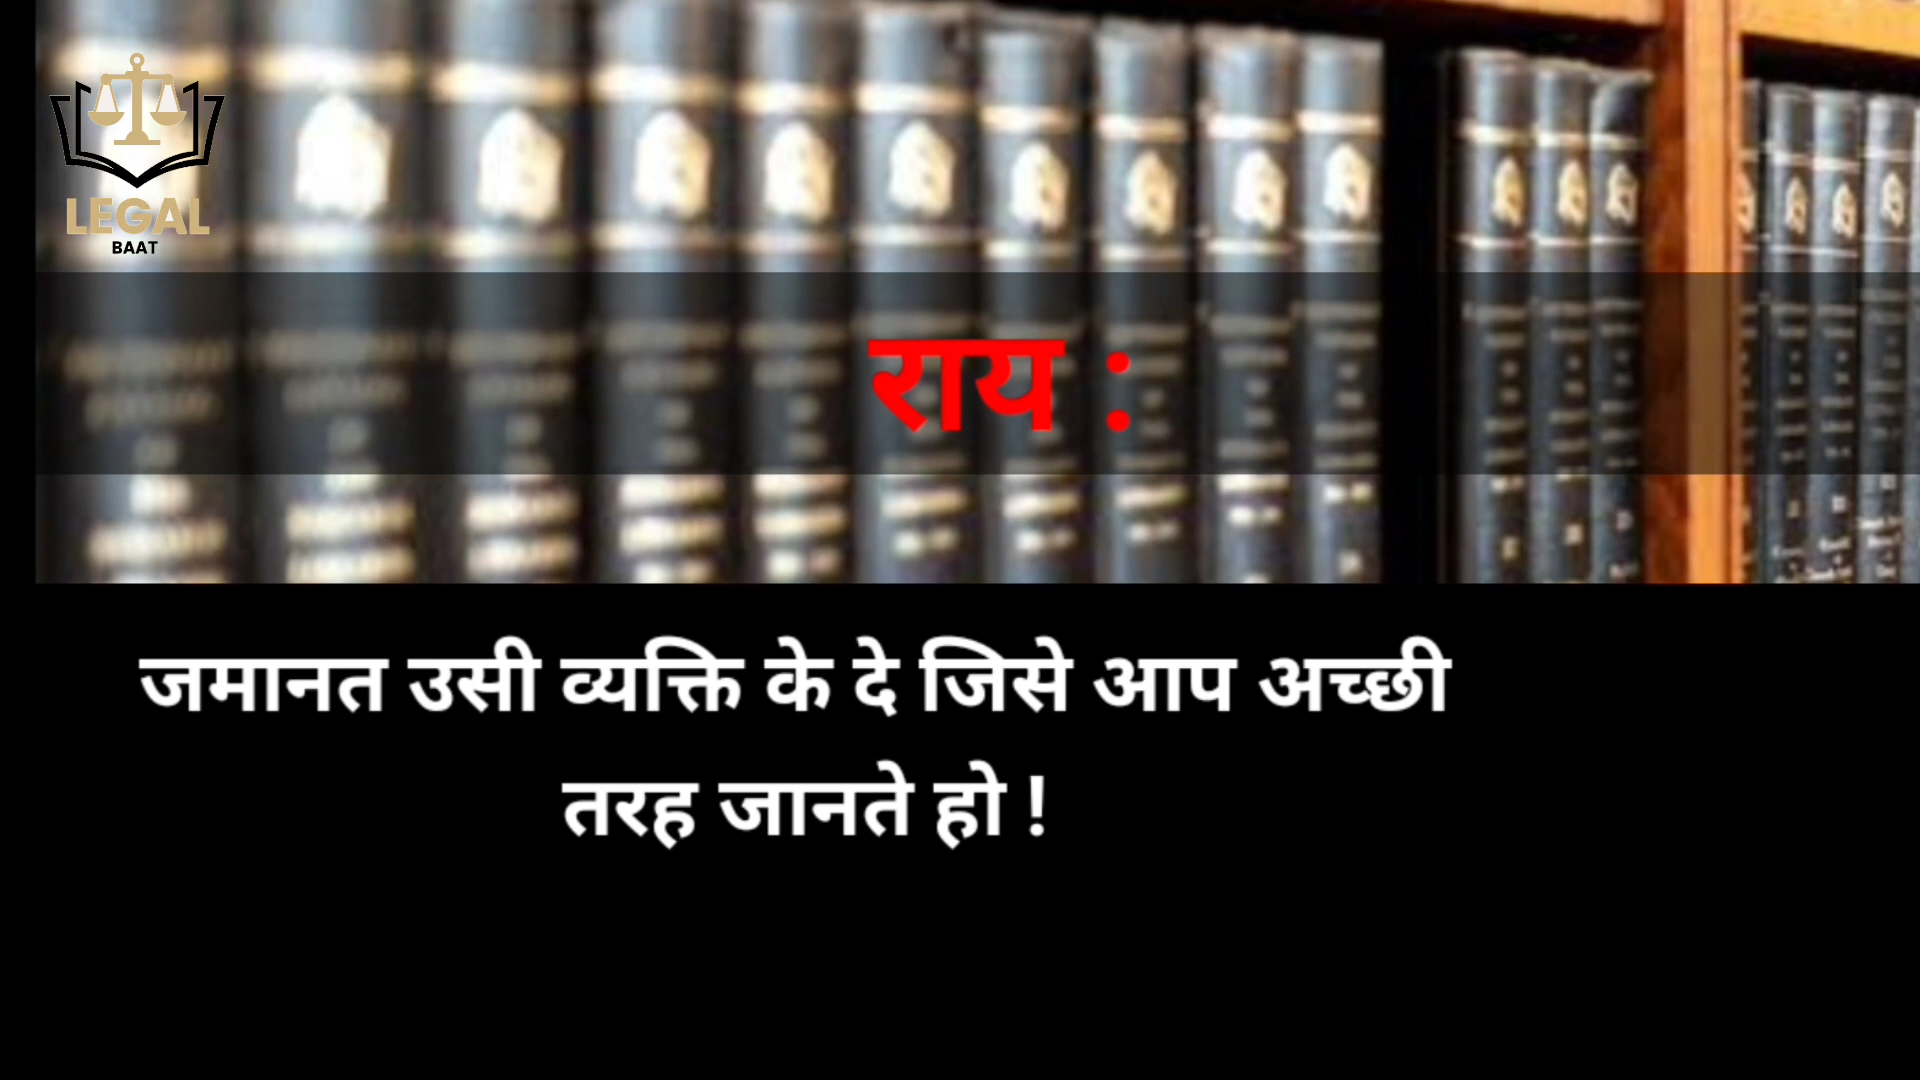 LEGAL
BAAT
राय :
जमानत उसी व्यक्ति के दे जिसे आप अच्छी
तरह जानते हो !